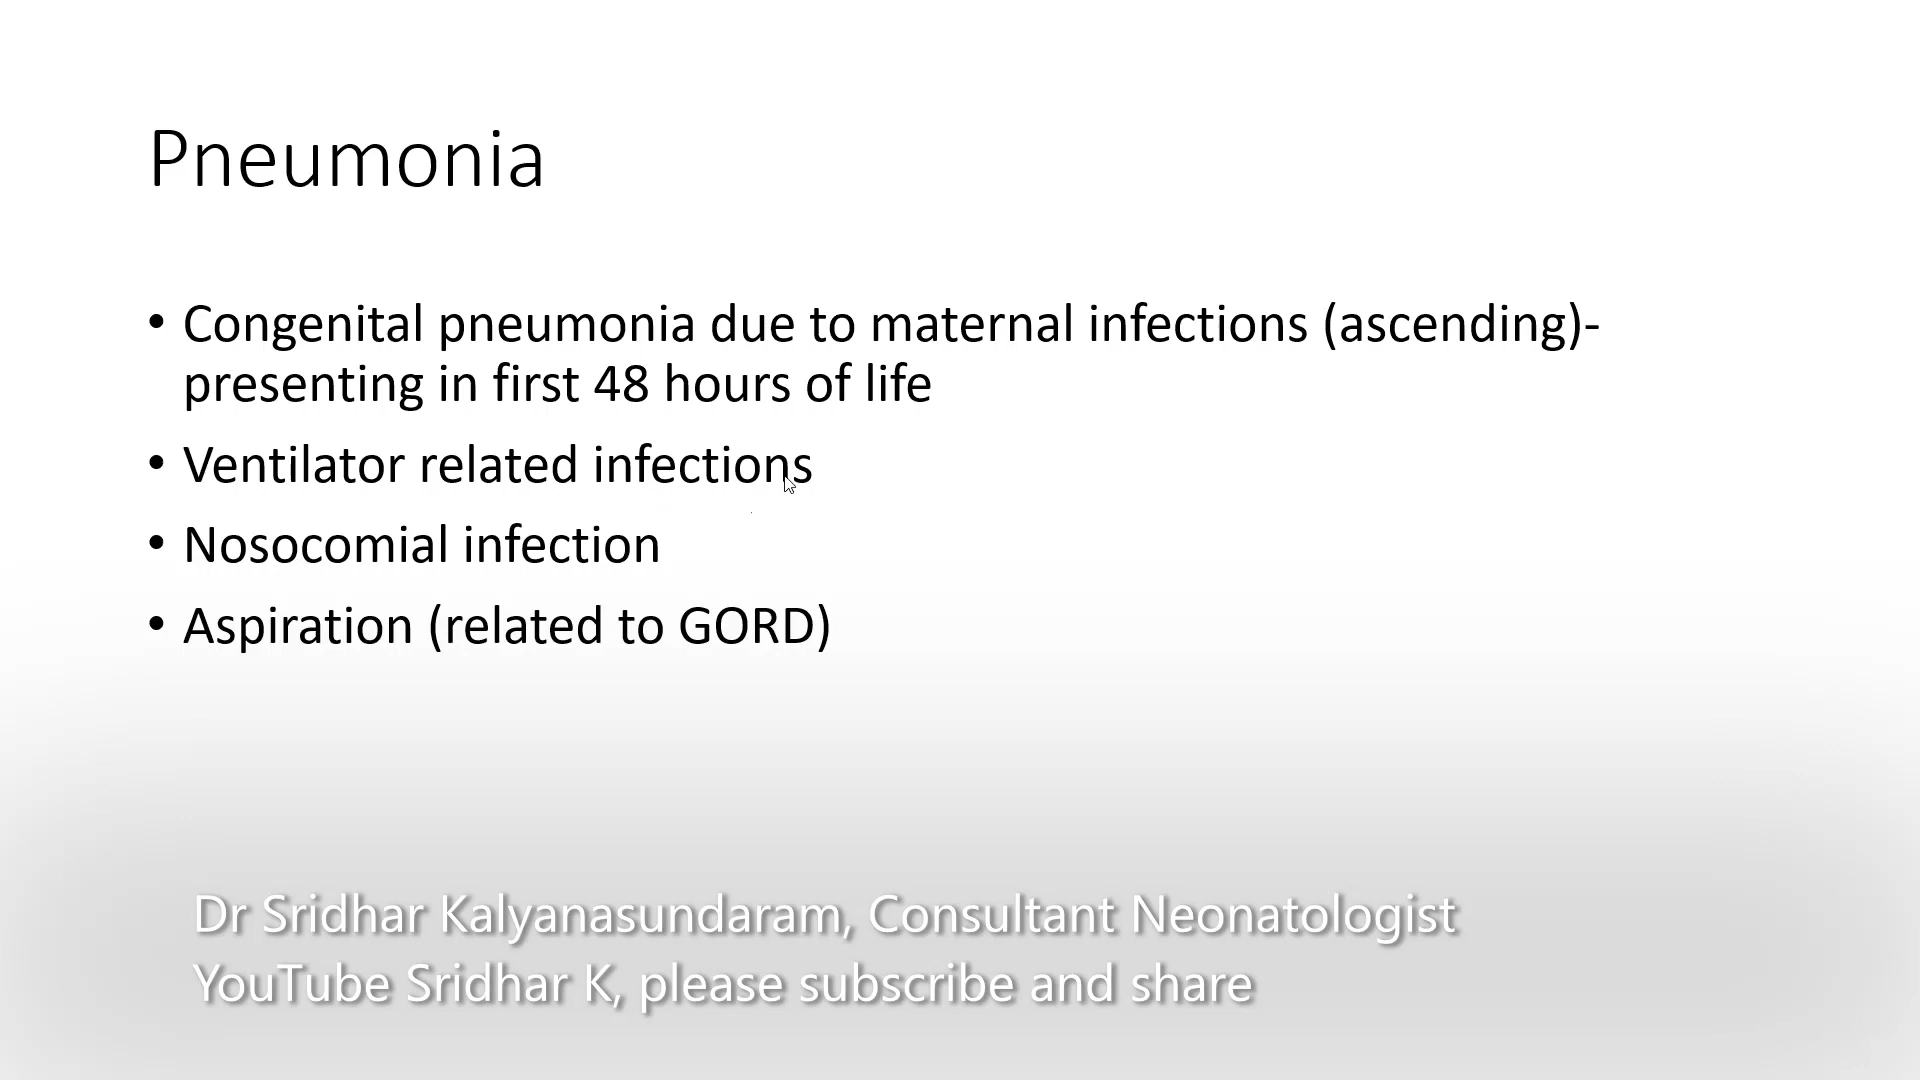 Pneumonia
• Congenital pneumonia due to maternal infections (ascending)-
presenting in first 48 hours of life
• Ventilator related infections
• Nosocomial infection
• Aspiration (related to GORD)
Dr Sridhar Kalyanasundaram, Consultant Neonatologist
YouTube Sridhar K, please subscribe and share